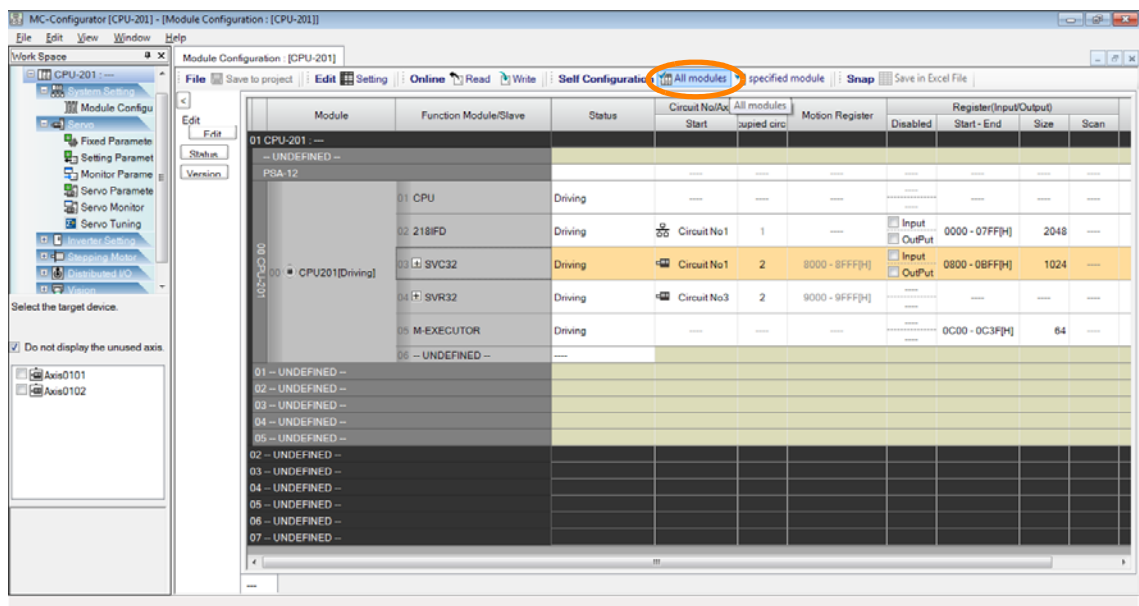 MC-Configurator [CPU-201] - [Module Configuration : [CPU-201]]
File Edit View Window Help
Work Space
CPU-201 : ---
System Setting
Module Configu
Servo
Fixed Paramete
Setting Paramet
Monitor Parame
Servo Paramete
Servo Monitor
Servo Tuning
Inverter Setting
Stepping Motor
Distributed I/O
Vision
Select the target device.
Do not display the unused axis.
Axis0101
Axis0102
Module Configuration : [CPU-201]
File Save to project Edit Setting Online Read Write Self Configuration All modules specified module Snap Save in Excel File
All modules
<
Edit
Edit
Status
Version
Module Function Module/Slave Status Circuit No/Ax Motion Register Register(Input/Output)
Start cupied circ Disabled Start - End Size Scan
01 CPU-201 : ---
-- UNDEFINED --
PSA-12 ---- ---- ---- ---- ---- ---- ----
00 CPU-201
00 CPU201[Driving]
01 CPU Driving ---- ---- ---- ---- ---- ---- ----
02 218IFD Driving Circuit No1 1 ---- Input OutPut 0000 - 07FF[H] 2048 ----
03 SVC32 Driving Circuit No1 2 8000 - 8FFF[H] Input OutPut 0800 - 0BFF[H] 1024 ----
04 SVR32 Driving Circuit No3 2 9000 - 9FFF[H] ---- ---- ---- ----
05 M-EXECUTOR Driving ---- ---- ---- ---- 0C00 - 0C3F[H] 64 ----
06 -- UNDEFINED -- ----
01 -- UNDEFINED --
02 -- UNDEFINED --
03 -- UNDEFINED --
04 -- UNDEFINED --
05 -- UNDEFINED --
02 -- UNDEFINED --
03 -- UNDEFINED --
04 -- UNDEFINED --
05 -- UNDEFINED --
06 -- UNDEFINED --
07 -- UNDEFINED --
---